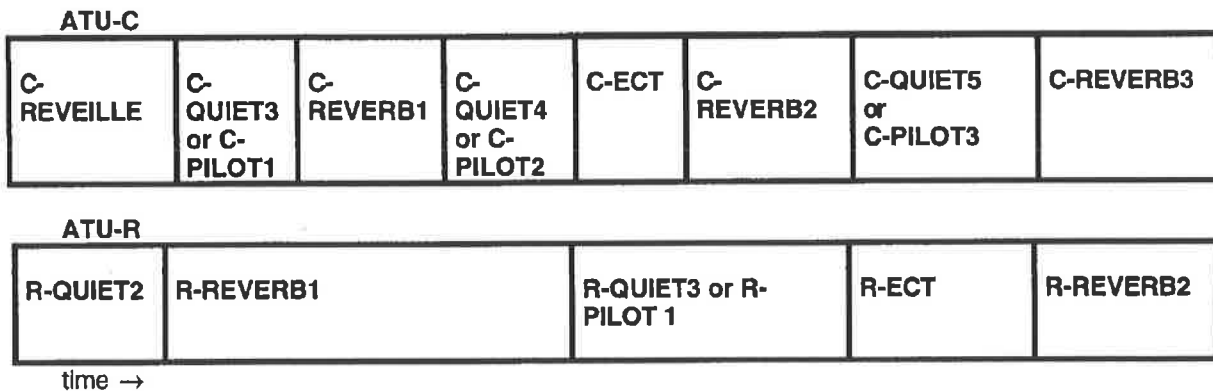 ATU-C
C-
REVEILLE
C-
QUIET3
or C-
PILOT1
C-
REVERB1
C-
QUIET4
or C-
PILOT2
C-ECT
C-
REVERB2
C-QUIET5
or
C-PILOT3
C-REVERB3
ATU-R
R-QUIET2
R-REVERB1
R-QUIET3 or R-
PILOT 1
R-ECT
R-REVERB2
time →